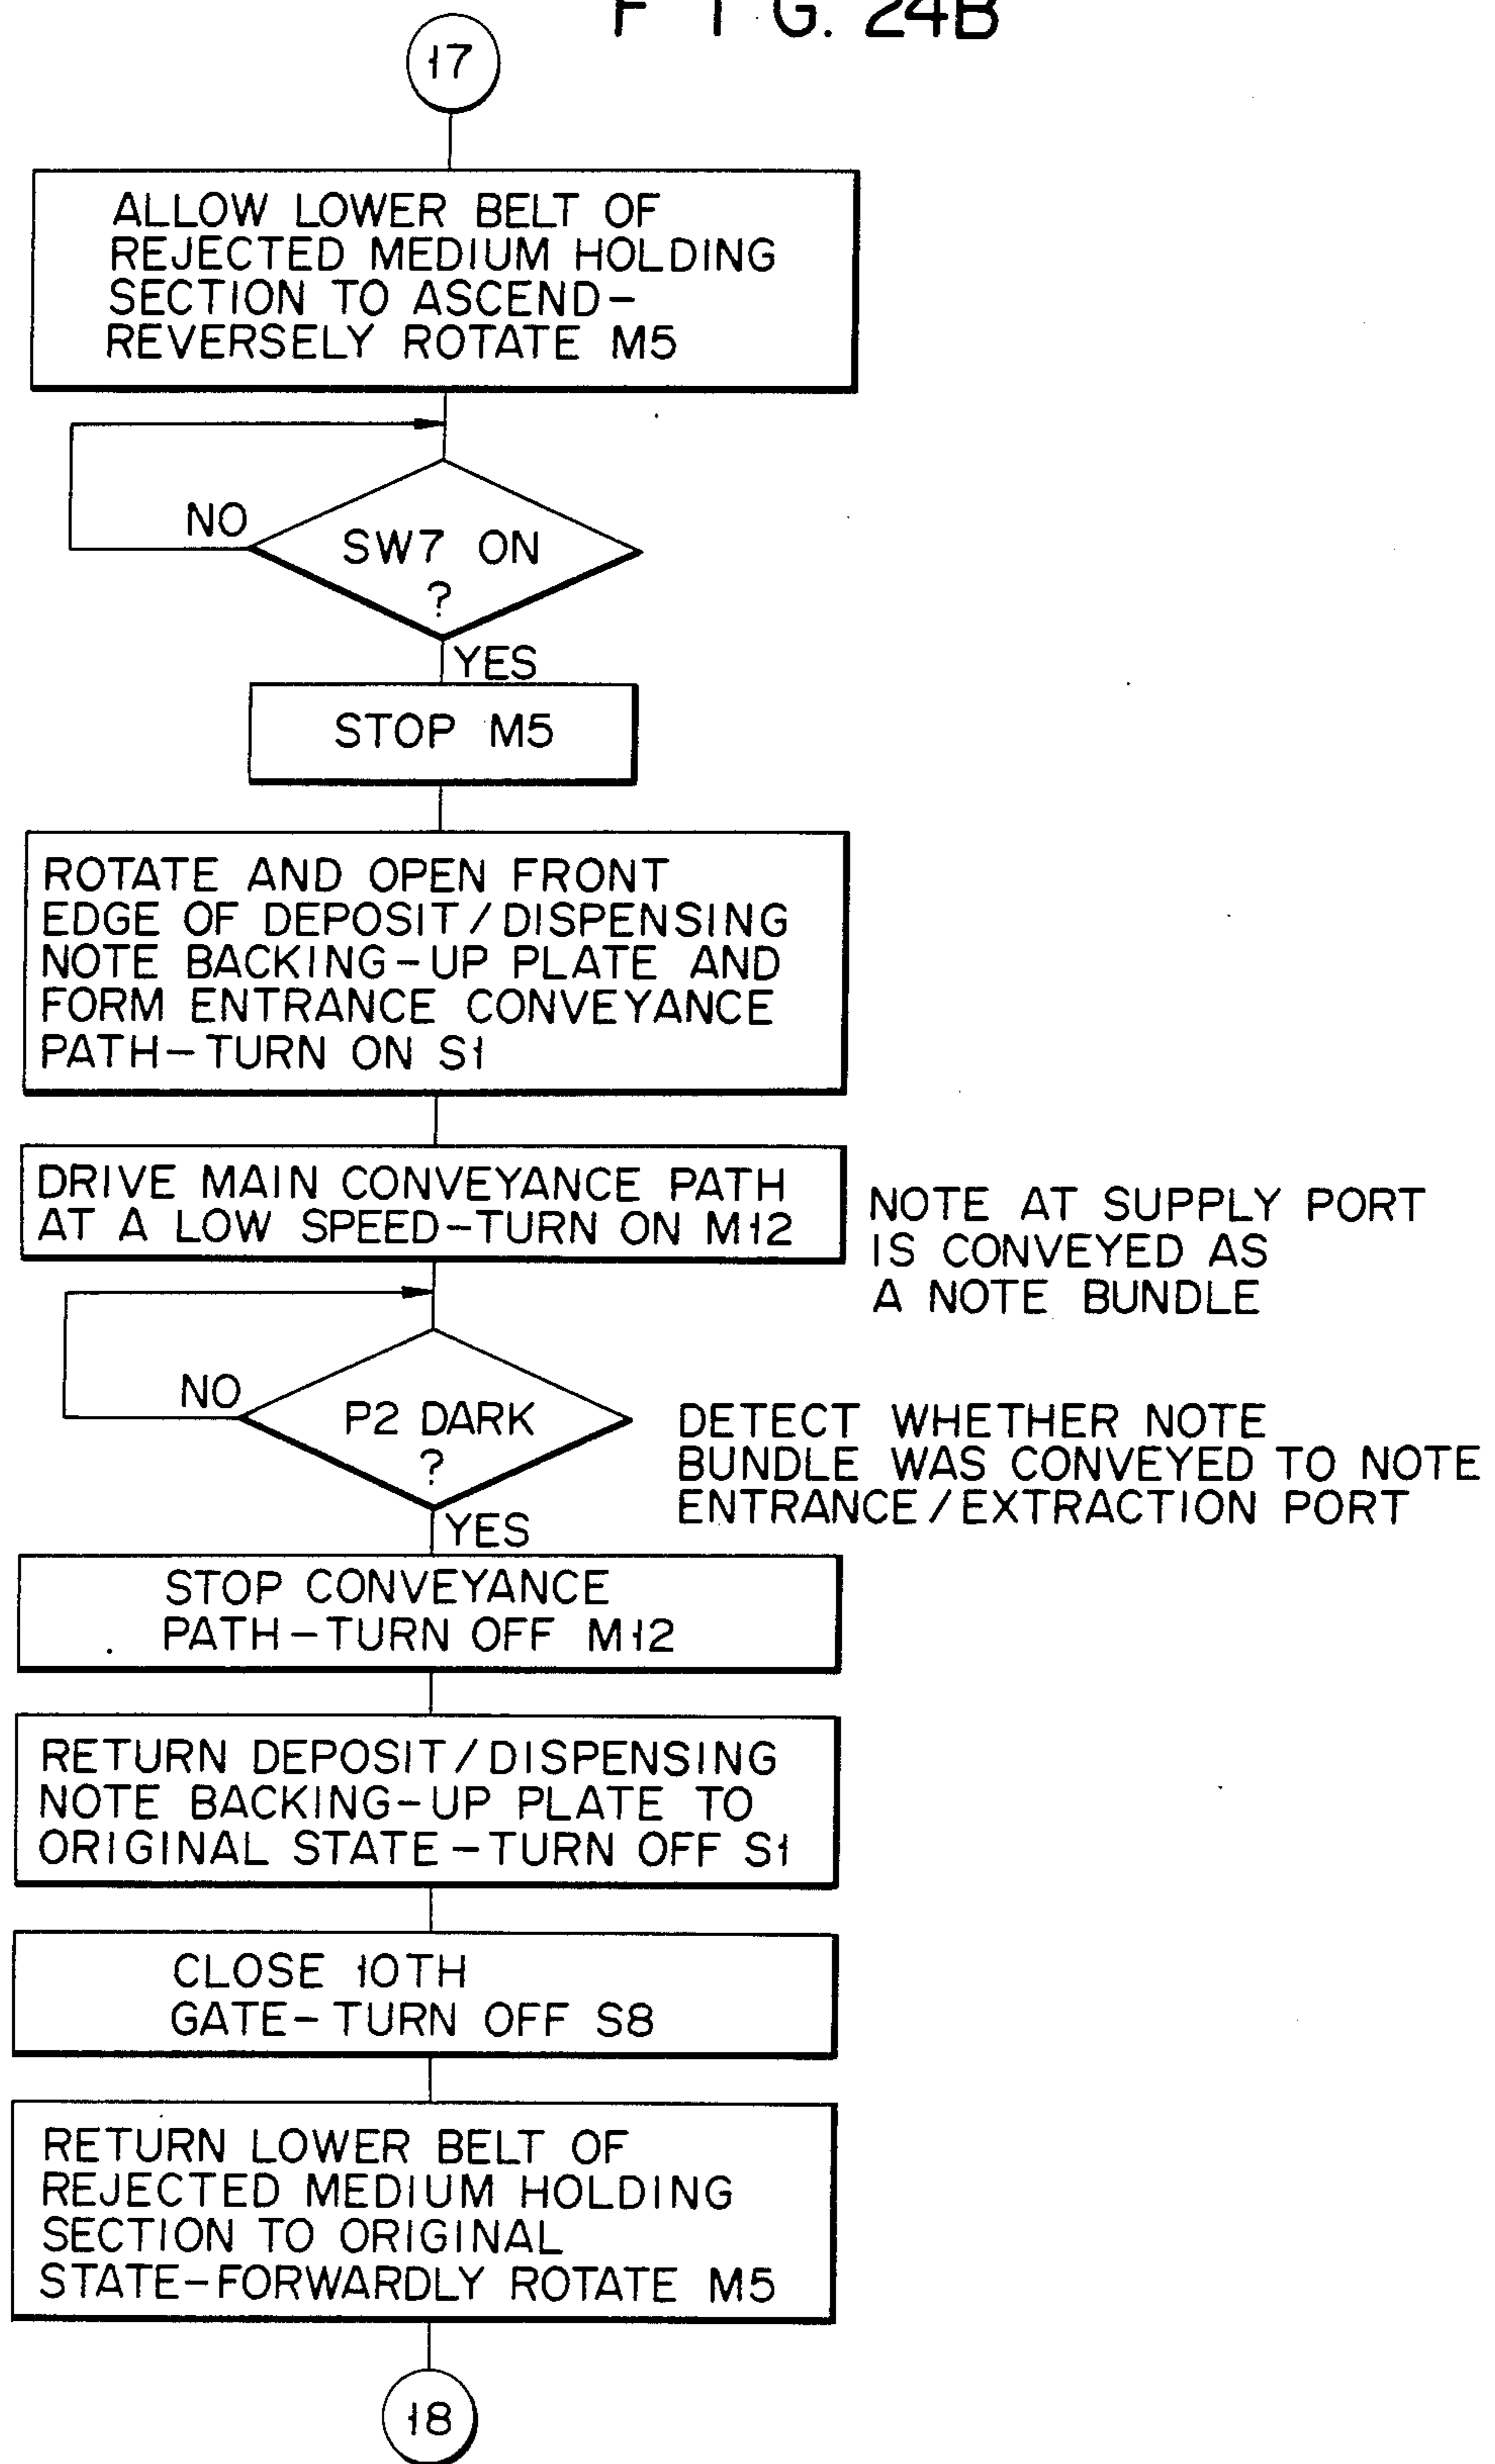 FIG. 24B
17
ALLOW LOWER BELT OF
REJECTED MEDIUM HOLDING
SECTION TO ASCEND-
REVERSELY ROTATE M5
NO
SW7 ON
?
YES
STOP M5
ROTATE AND OPEN FRONT
EDGE OF DEPOSIT/DISPENSING
NOTE BACKING-UP PLATE AND
FORM ENTRANCE CONVEYANCE
PATH-TURN ON S1
DRIVE MAIN CONVEYANCE PATH
AT A LOW SPEED-TURN ON M12
NOTE AT SUPPLY PORT
IS CONVEYED AS
A NOTE BUNDLE
NO
P2 DARK
?
DETECT WHETHER NOTE
BUNDLE WAS CONVEYED TO NOTE
ENTRANCE/EXTRACTION PORT
YES
STOP CONVEYANCE
PATH-TURN OFF M12
RETURN DEPOSIT/DISPENSING
NOTE BACKING-UP PLATE TO
ORIGINAL STATE-TURN OFF S1
CLOSE 10TH
GATE-TURN OFF S8
RETURN LOWER BELT OF
REJECTED MEDIUM HOLDING
SECTION TO ORIGINAL
STATE-FORWARDLY ROTATE M5
18